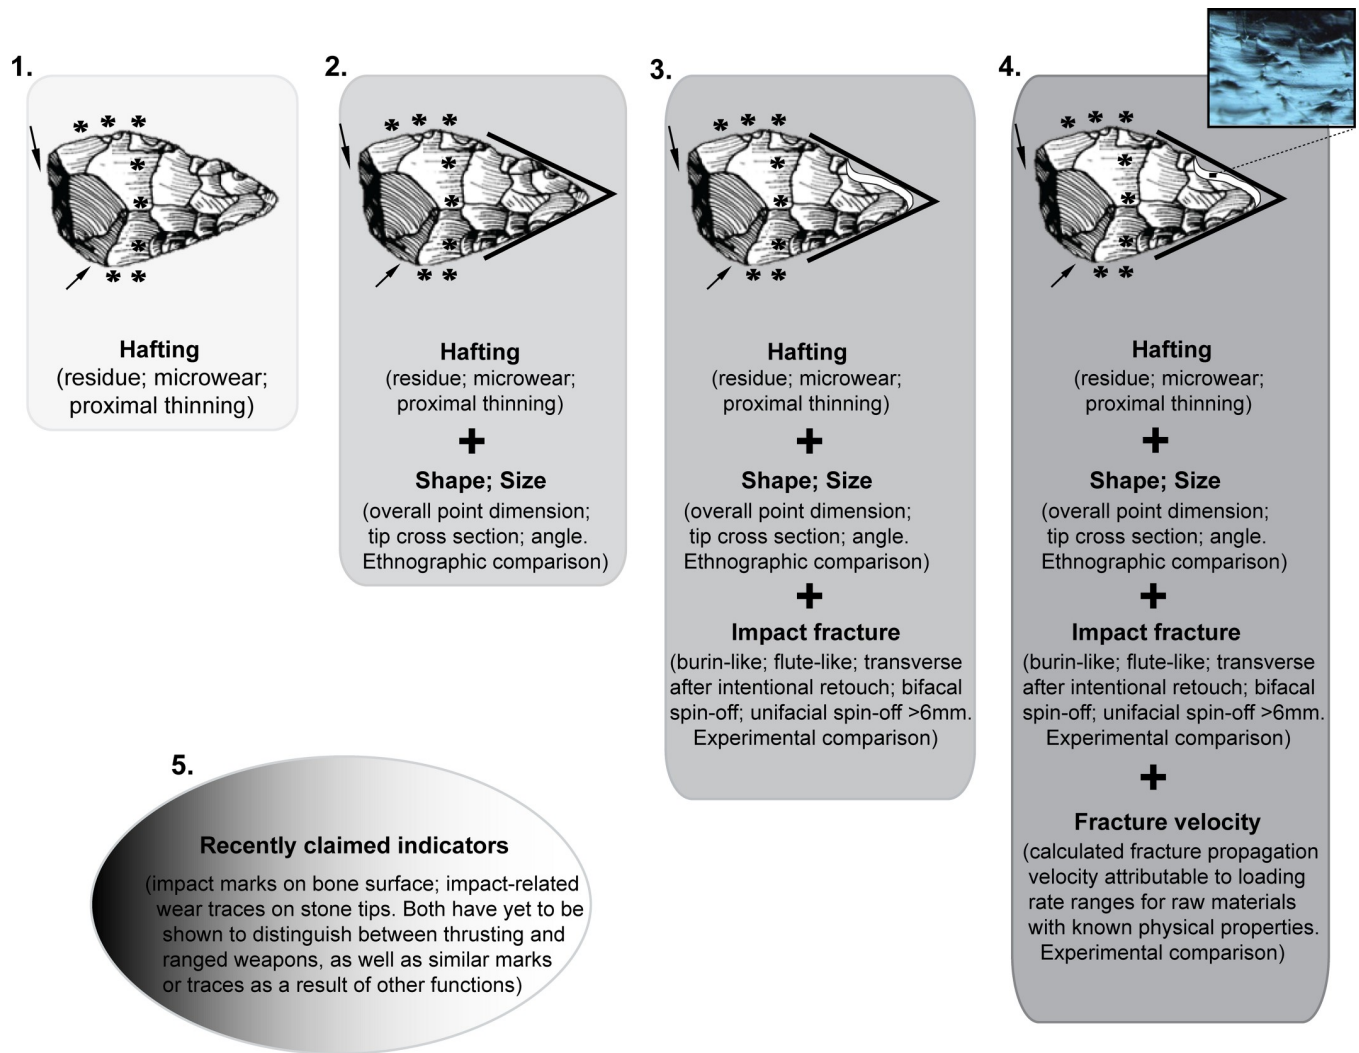 1.
Hafting
(residue; microwear;
proximal thinning)
2.
Hafting
(residue; microwear;
proximal thinning)
+
Shape; Size
(overall point dimension;
tip cross section; angle.
Ethnographic comparison)
3.
Hafting
(residue; microwear;
proximal thinning)
+
Shape; Size
(overall point dimension;
tip cross section; angle.
Ethnographic comparison)
+
Impact fracture
(burin-like; flute-like; transverse
after intentional retouch; bifacal
spin-off; unifacial spin-off >6mm.
Experimental comparison)
4.
Hafting
(residue; microwear;
proximal thinning)
+
Shape; Size
(overall point dimension;
tip cross section; angle.
Ethnographic comparison)
+
Impact fracture
(burin-like; flute-like; transverse
after intentional retouch; bifacal
spin-off; unifacial spin-off >6mm.
Experimental comparison)
+
Fracture velocity
(calculated fracture propagation
velocity attributable to loading
rate ranges for raw materials
with known physical properties.
Experimental comparison)
5.
Recently claimed indicators
(impact marks on bone surface; impact-related
wear traces on stone tips. Both have yet to be
shown to distinguish between thrusting and
ranged weapons, as well as similar marks
or traces as a result of other functions)